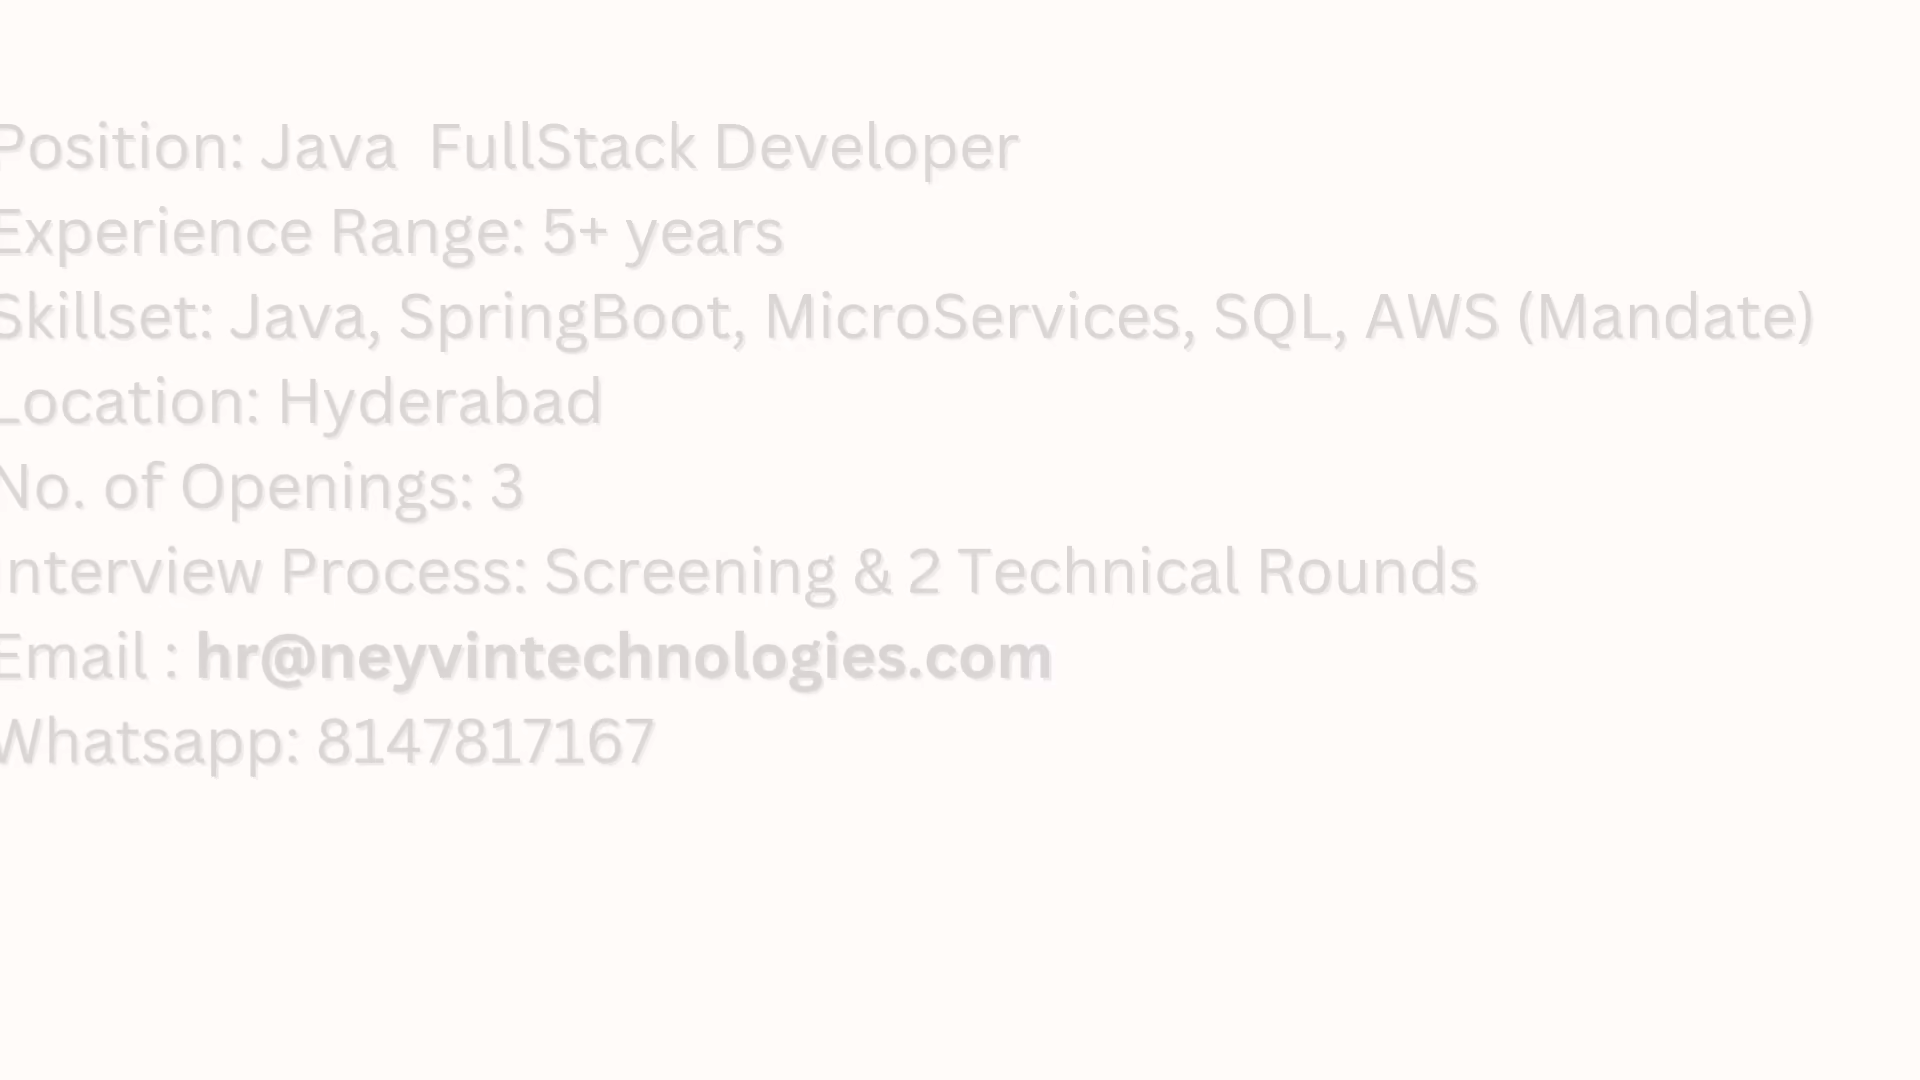 Position: Java  FullStack Developer
Experience Range: 5+ years
Skillset: Java, SpringBoot, MicroServices, SQL, AWS (Mandate)
Location: Hyderabad
No. of Openings: 3
Interview Process: Screening & 2 Technical Rounds
Email : hr@neyvintechnologies.com
Whatsapp: 8147817167